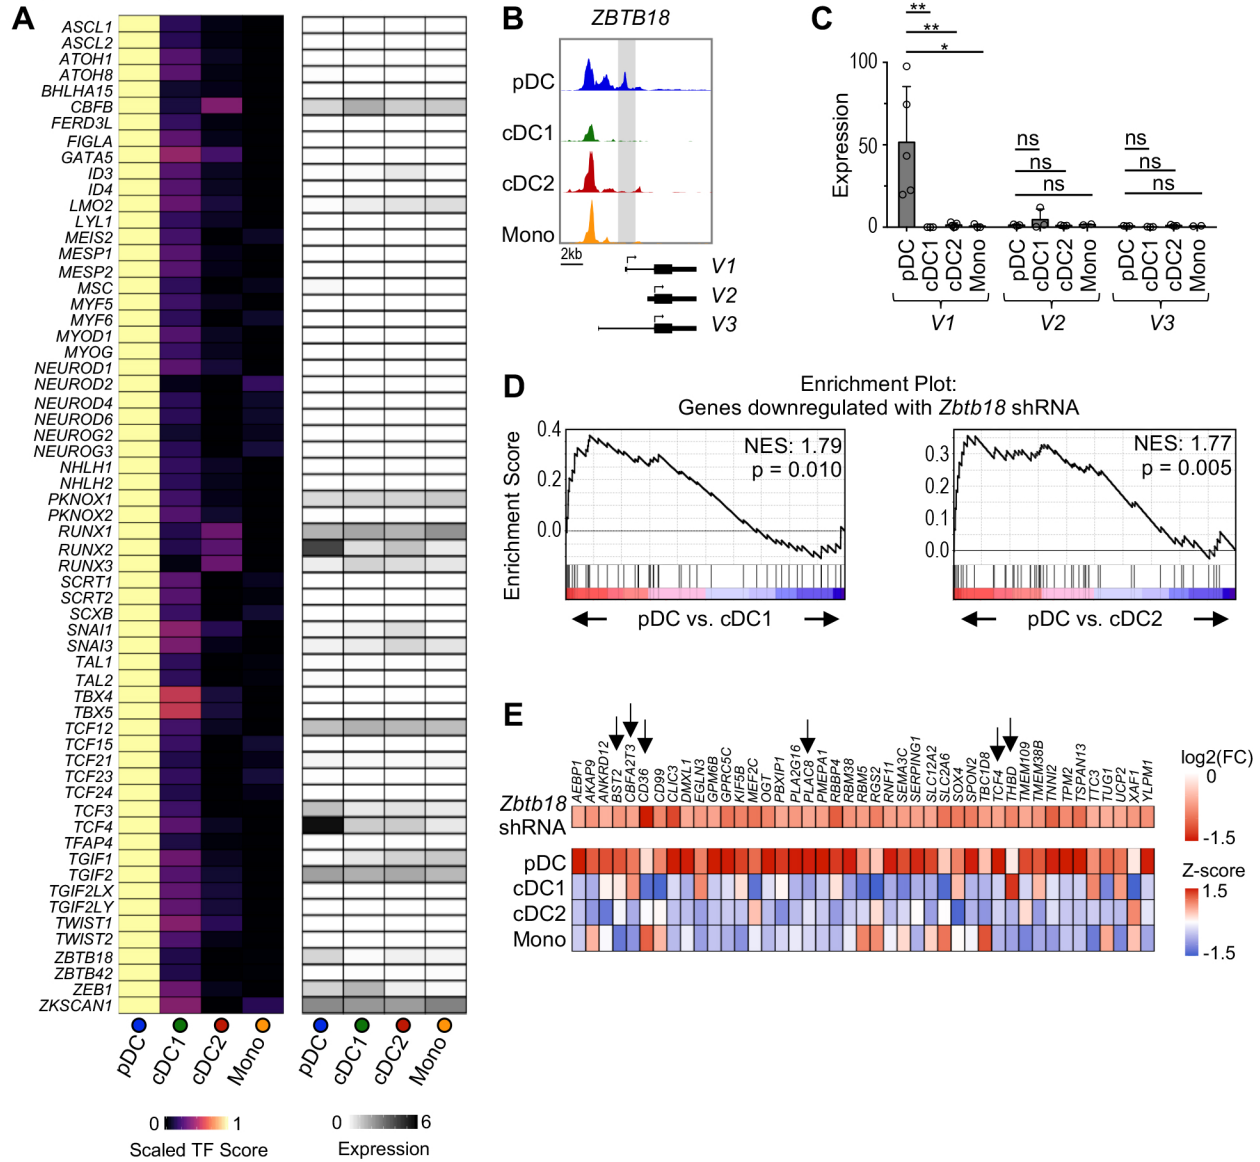 A
ASCL1
ASCL2
ATOH1
ATOH8
BHLHA15
CBFB
FERD3L
FIGLA
GATA5
ID3
ID4
LMO2
LYL1
MEIS2
MESP1
MESP2
MSC
MYF5
MYF6
MYOD1
MYOG
NEUROD1
NEUROD2
NEUROD4
NEUROD6
NEUROG2
NEUROG3
NHLH1
NHLH2
PKNOX1
PKNOX2
RUNX1
RUNX2
RUNX3
SCRT1
SCRT2
SCXB
SNAI1
SNAI3
TAL1
TAL2
TBX4
TBX5
TCF12
TCF15
TCF21
TCF23
TCF24
TCF3
TCF4
TFAP4
TGIF1
TGIF2
TGIF2LX
TGIF2LY
TWIST1
TWIST2
ZBTB18
ZBTB42
ZEB1
ZKSCAN1
pDC cDC1 cDC2 Mono
pDC cDC1 cDC2 Mono
0 1
Scaled TF Score
0 6
Expression
B
ZBTB18
pDC
cDC1
cDC2
Mono
2kb
V1
V2
V3
C
Expression
100
50
0
**
**
*
ns
ns
ns
ns
ns
ns
pDC cDC1 cDC2 Mono
pDC cDC1 cDC2 Mono
pDC cDC1 cDC2 Mono
V1 V2 V3
D
Enrichment Plot:
Genes downregulated with Zbtb18 shRNA
Enrichment Score
0.4
0.2
0.0
NES: 1.79
p = 0.010
pDC vs. cDC1
0.3
0.2
0.1
0.0
NES: 1.77
p = 0.005
pDC vs. cDC2
E
AEBP1 AKAP9 ANKRD12 BST2 CBFA2T3 CD36 CD99 CLIC3 DMXL1 EGLN3 GPM6B GPRC5C KIF5B MEF2C OGT PBXIP1 PLA2G16 PLAC8 PMEPA1 RBBP4 RBM38 RBM5 RGS2 RNF11 SEMA3C SERPING1 SLC12A2 SLC2A6 SOX4 SPON2 TBC1D8 TCF4 THBD TMEM109 TMEM38B TNNI2 TPM2 TSPAN13 TTC3 TUG1 UCP2 XAF1 YLPM1
Zbtb18
shRNA
pDC
cDC1
cDC2
Mono
log2(FC)
0
-1.5
Z-score
1.5
-1.5